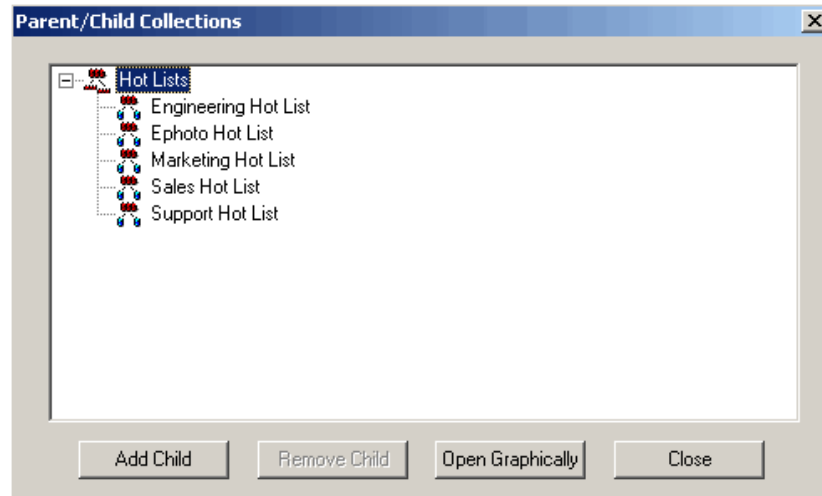 Parent/Child Collections
Hot Lists
Engineering Hot List
Ephoto Hot List
Marketing Hot List
Sales Hot List
Support Hot List
Add Child Remove Child Open Graphically Close